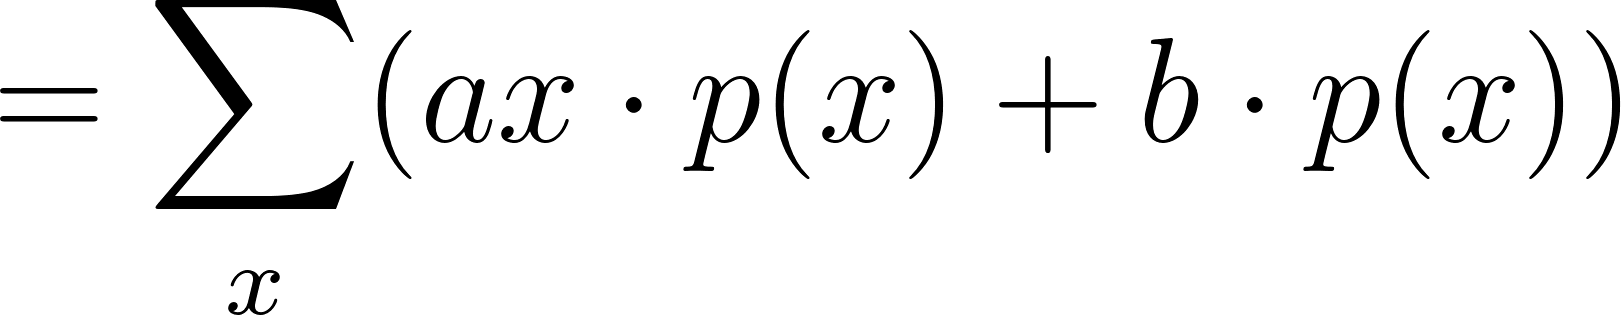 = ∑ₓ (ax · p(x) + b · p(x))